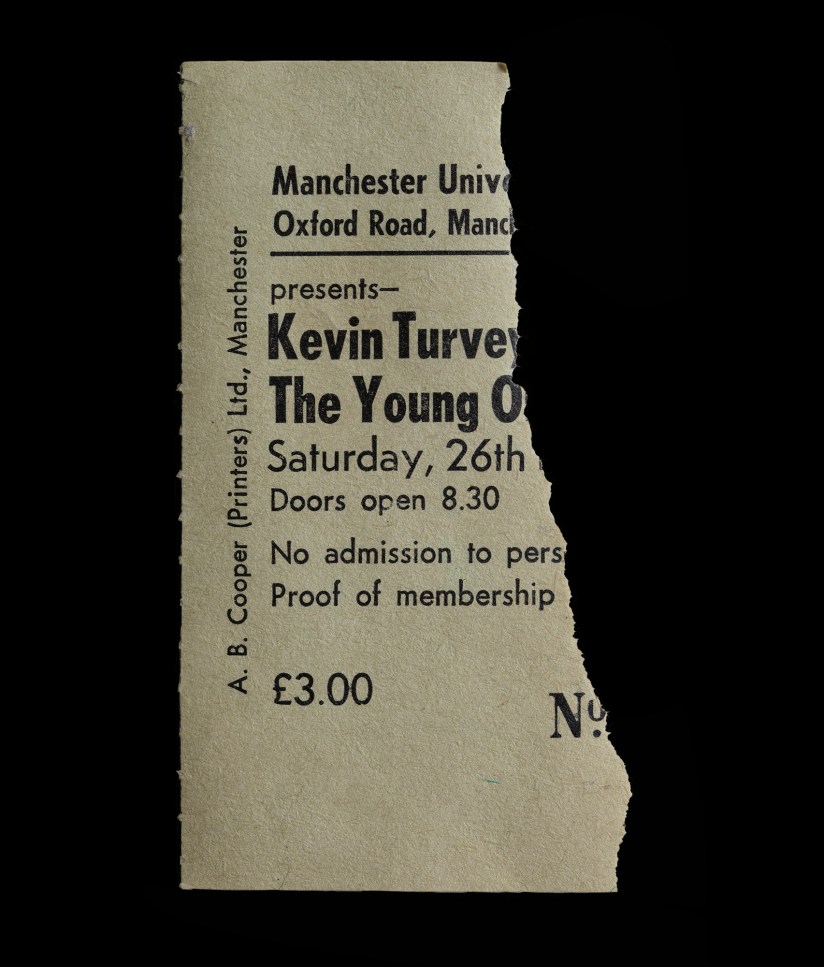 Manchester Unive
Oxford Road, Manch
presents—
Kevin Turvey
The Young O
Saturday, 26th
Doors open 8.30
No admission to pers
Proof of membership
£3.00
No.
A. B. Cooper (Printers) Ltd., Manchester